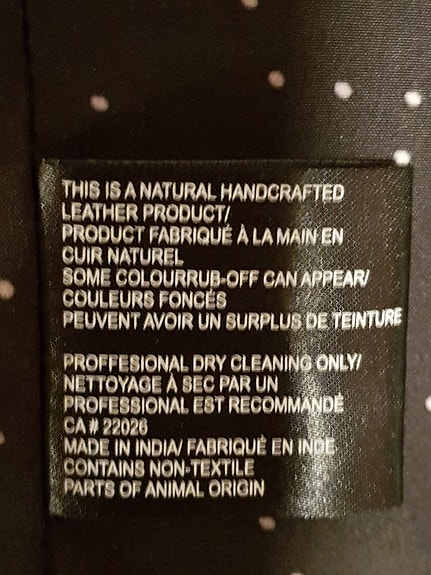 THIS IS A NATURAL HANDCRAFTED
LEATHER PRODUCT/
PRODUCT FABRIQUÉ À LA MAIN EN
CUIR NATUREL
SOME COLOURRUB-OFF CAN APPEAR/
COULEURS FONCÉS
PEUVENT AVOIR UN SURPLUS DE TEINTURE
PROFFESIONAL DRY CLEANING ONLY/
NETTOYAGE À SEC PAR UN
PROFESSIONAL EST RECOMMANDÉ
CA # 22026
MADE IN INDIA/ FABRIQUÉ EN INDE
CONTAINS NON-TEXTILE
PARTS OF ANIMAL ORIGIN